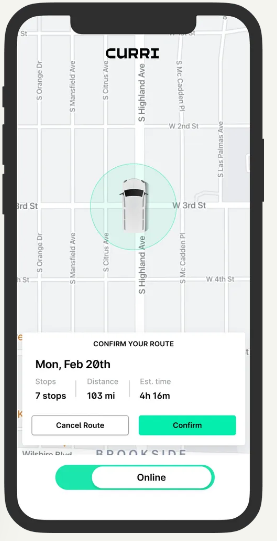 St
CURRI
S Orange Dr
S Mansfield Ave
S Citrus Ave
S Highland Ave
S Mc Cadden Pl
W 2nd St
S Las Palmas Ave
3rd St
W 3rd St
S Orange Dr
S Mansfield Ave
S Citrus Ave
S Highland Ave
S Mc Cadden Pl
h St
W 4th St
CONFIRM YOUR ROUTE
Mon, Feb 20th
Stops Distance Est. time
7 stops 103 mi 4h 16m
Cancel Route Confirm
Wilshire Blvd
BROOKSIDE
Online